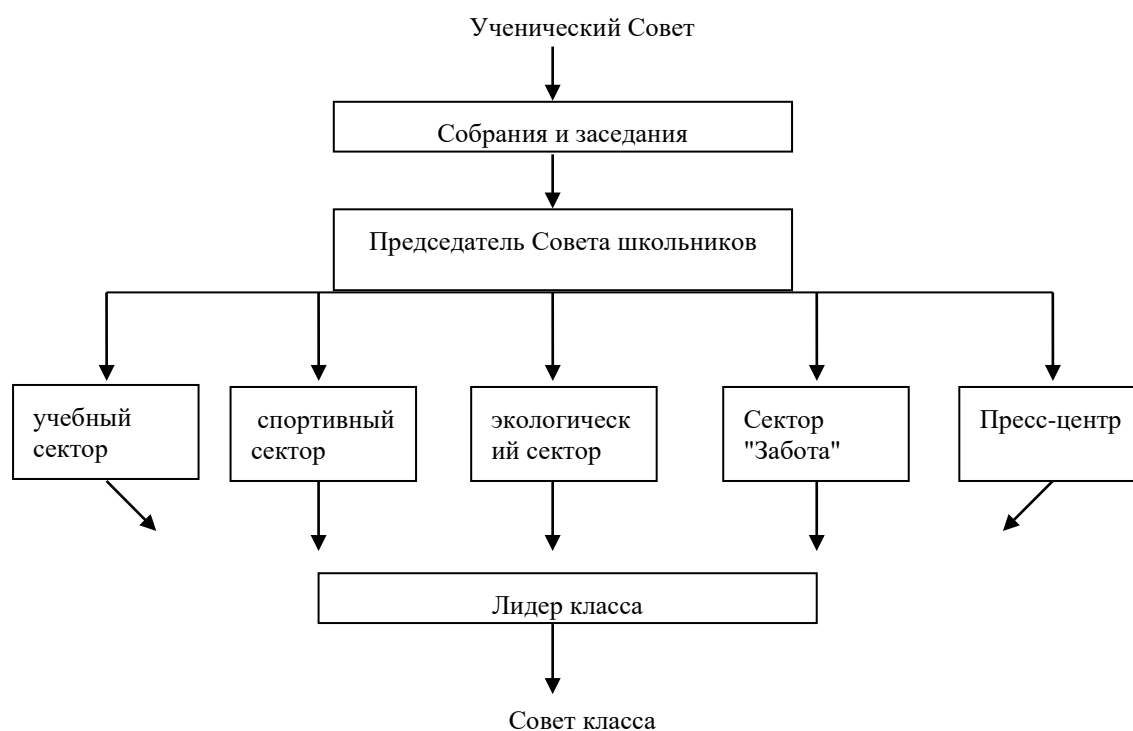 Ученический Совет
Собрания и заседания
Председатель Совета школьников
учебный
сектор
спортивный
сектор
экологическ
ий сектор
Сектор
"Забота"
Пресс-центр
Лидер класса
Совет класса